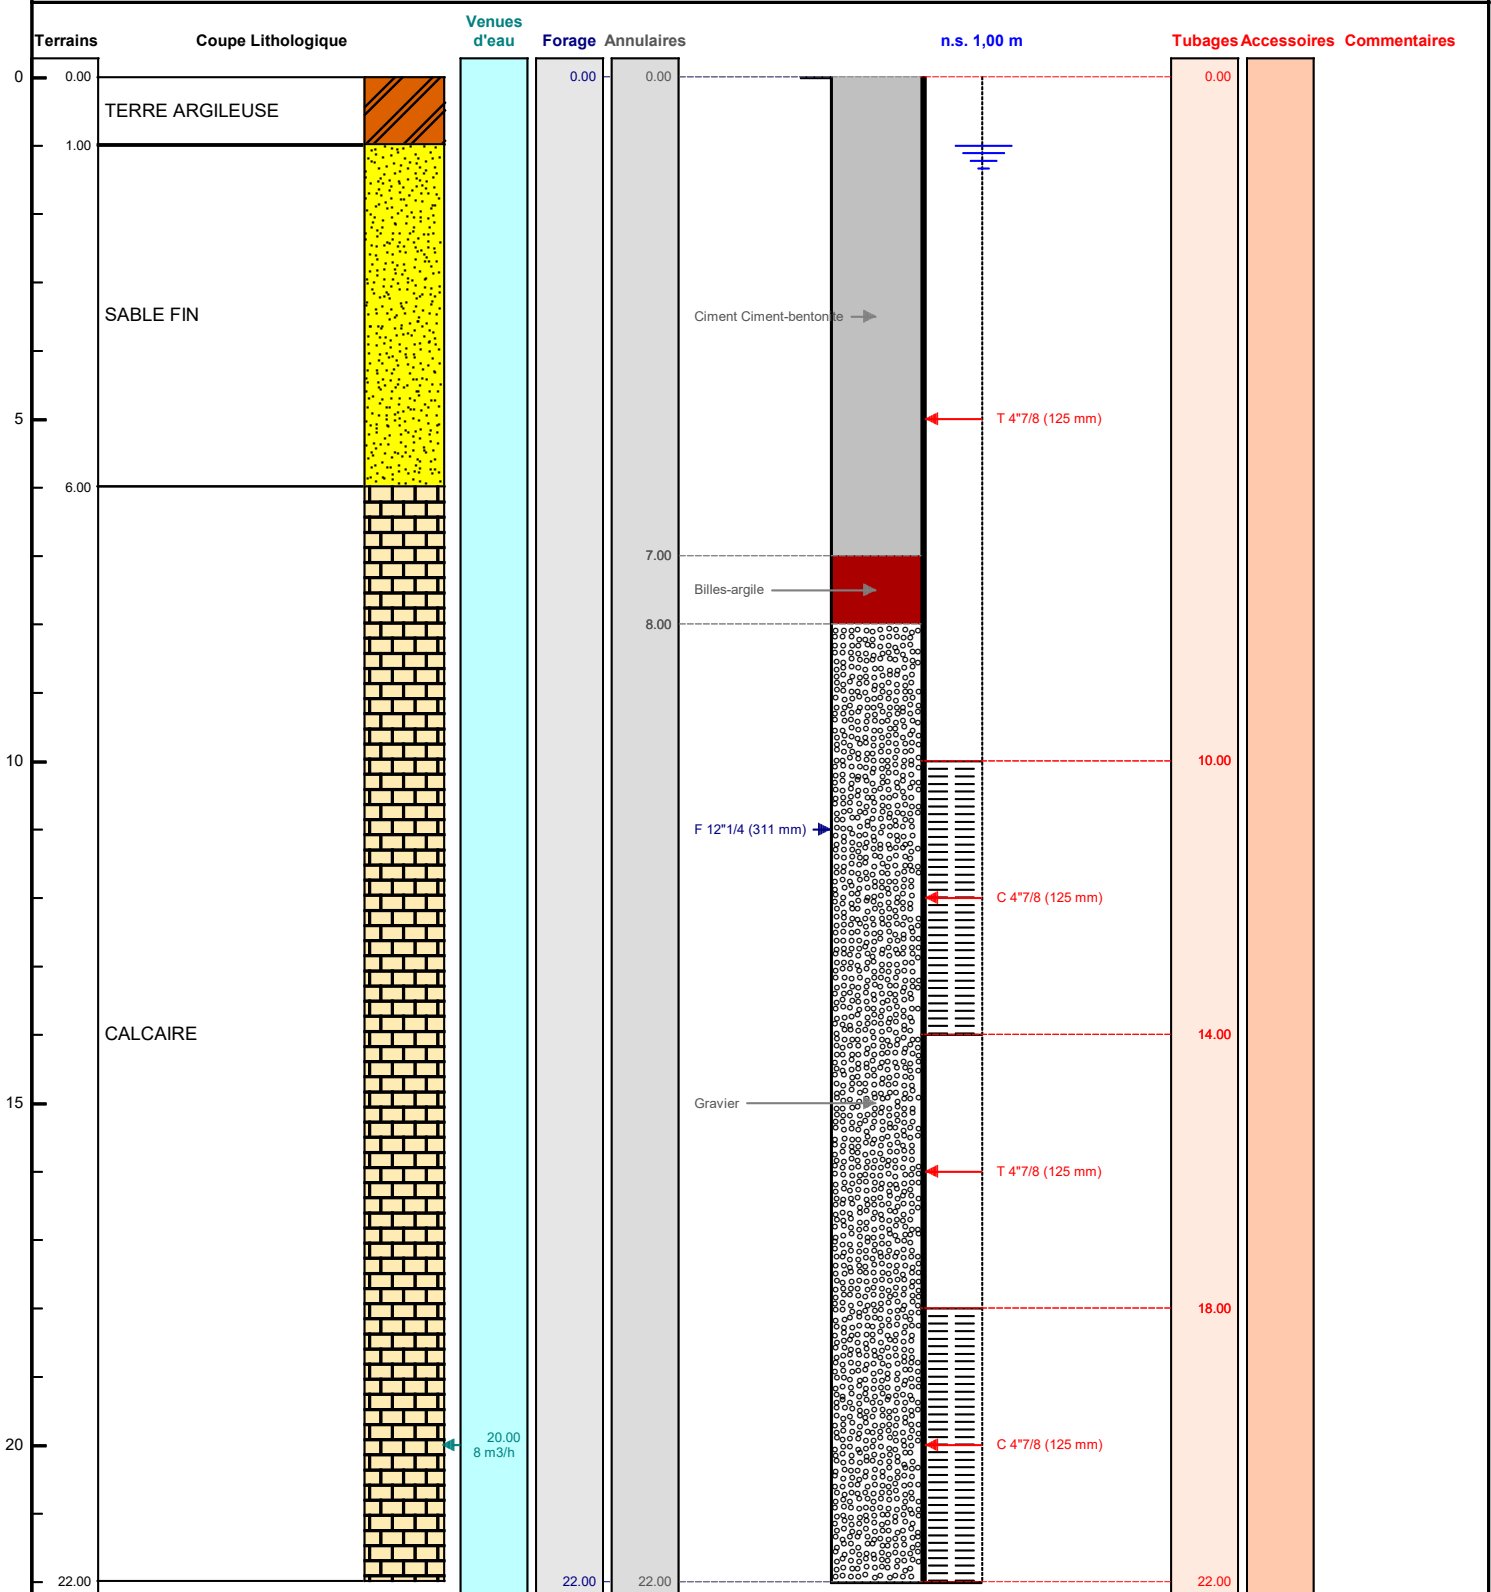 Venues
d'eau
Terrains Coupe Lithologique Forage Annulaires n.s. 1,00 m Tubages Accessoires Commentaires
0 0.00 0.00 0.00 0.00
TERRE ARGILEUSE
1.00
SABLE FIN Ciment Ciment-bentonite
5 T 4"7/8 (125 mm)
6.00
7.00
Billes-argile
8.00
10 10.00
F 12"1/4 (311 mm)
C 4"7/8 (125 mm)
CALCAIRE 14.00
15 Gravier
T 4"7/8 (125 mm)
18.00
20.00
20 C 4"7/8 (125 mm)
8 m3/h
22.00 22.00 22.00 22.00